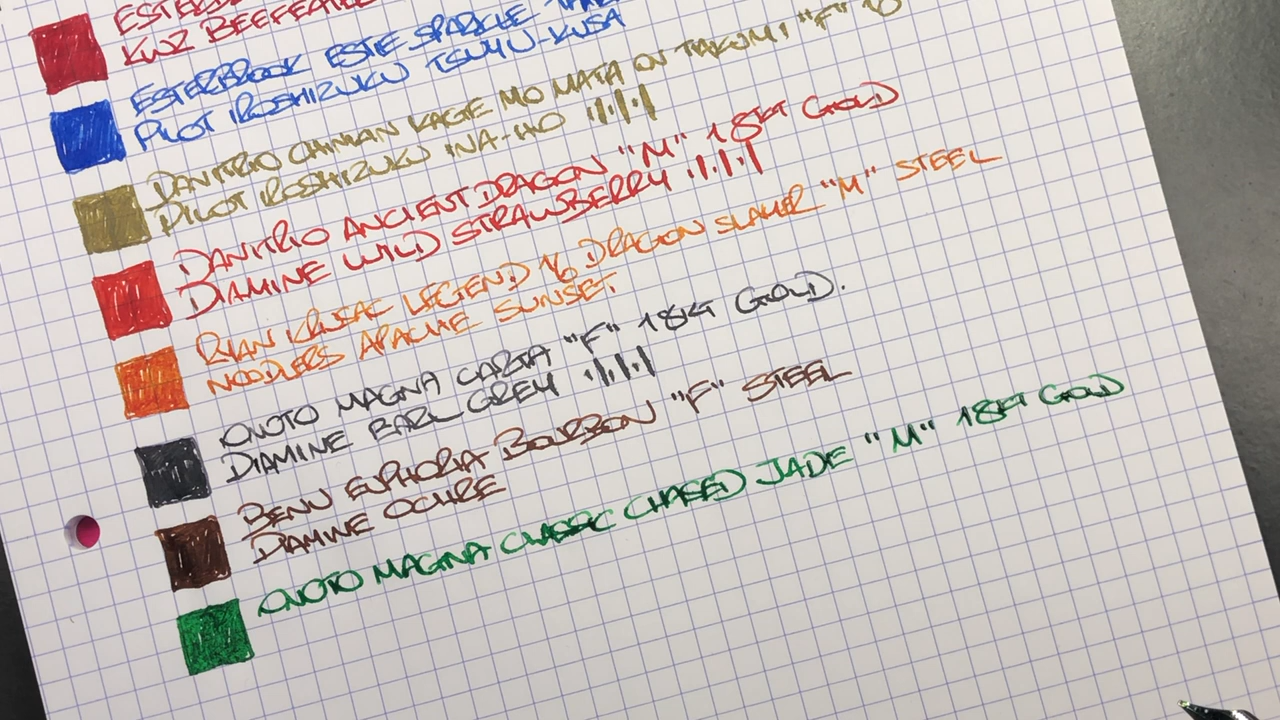 KWZ BEEFEATER
ESTERBROOK ESTIE SPARKLE
PILOT IROSHIZUKU TSUYU-KUSA
DANITRIO CHINKIN KAGE MO MATA ON TAKUMI "F"
PILOT IROSHIZUKU INA-HO
DANITRIO ANCIENT DRAGON "M" 18KT GOLD
DIAMINE WILD STRAWBERRY
RYAN KRUSAC LEGEND 16 DRAGON SLAYER "M" STEEL
NOODLERS APACHE SUNSET.
ONOTO MAGNA CARTA "F" 18KT GOLD.
DIAMINE EARL GREY
BENU EUPHORIA BOURBON "F" STEEL
DIAMINE OCHRE
ONOTO MAGNA CLASSIC CHASED JADE "M" 18KT GOLD